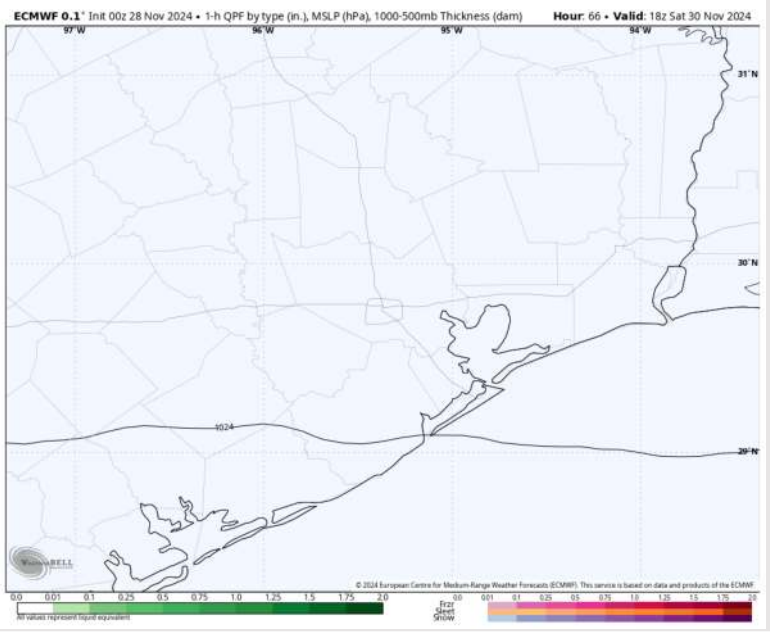 ECMWF 0.1° Init 00z 28 Nov 2024 • 1-h QPF by type (in.), MSLP (hPa), 1000-500mb Thickness (dam) Hour: 66 • Valid: 18z Sat 30 Nov 2024
97°W 96°W 95°W 94°W
31°N
30°N
1024
29°N
WeatherBELL
© 2024 European Centre for Medium-Range Weather Forecasts (ECMWF). This service is based on data and products of the ECMWF.
0.0 0.01 0.1 0.25 0.5 1.0 1.25 1.5 1.75 2.0 0.0 0.01 0.1 0.25 0.5 0.75 1.0 1.25 1.5 2.0
Frzr
Sleet
Snow
All values represent liquid equivalent